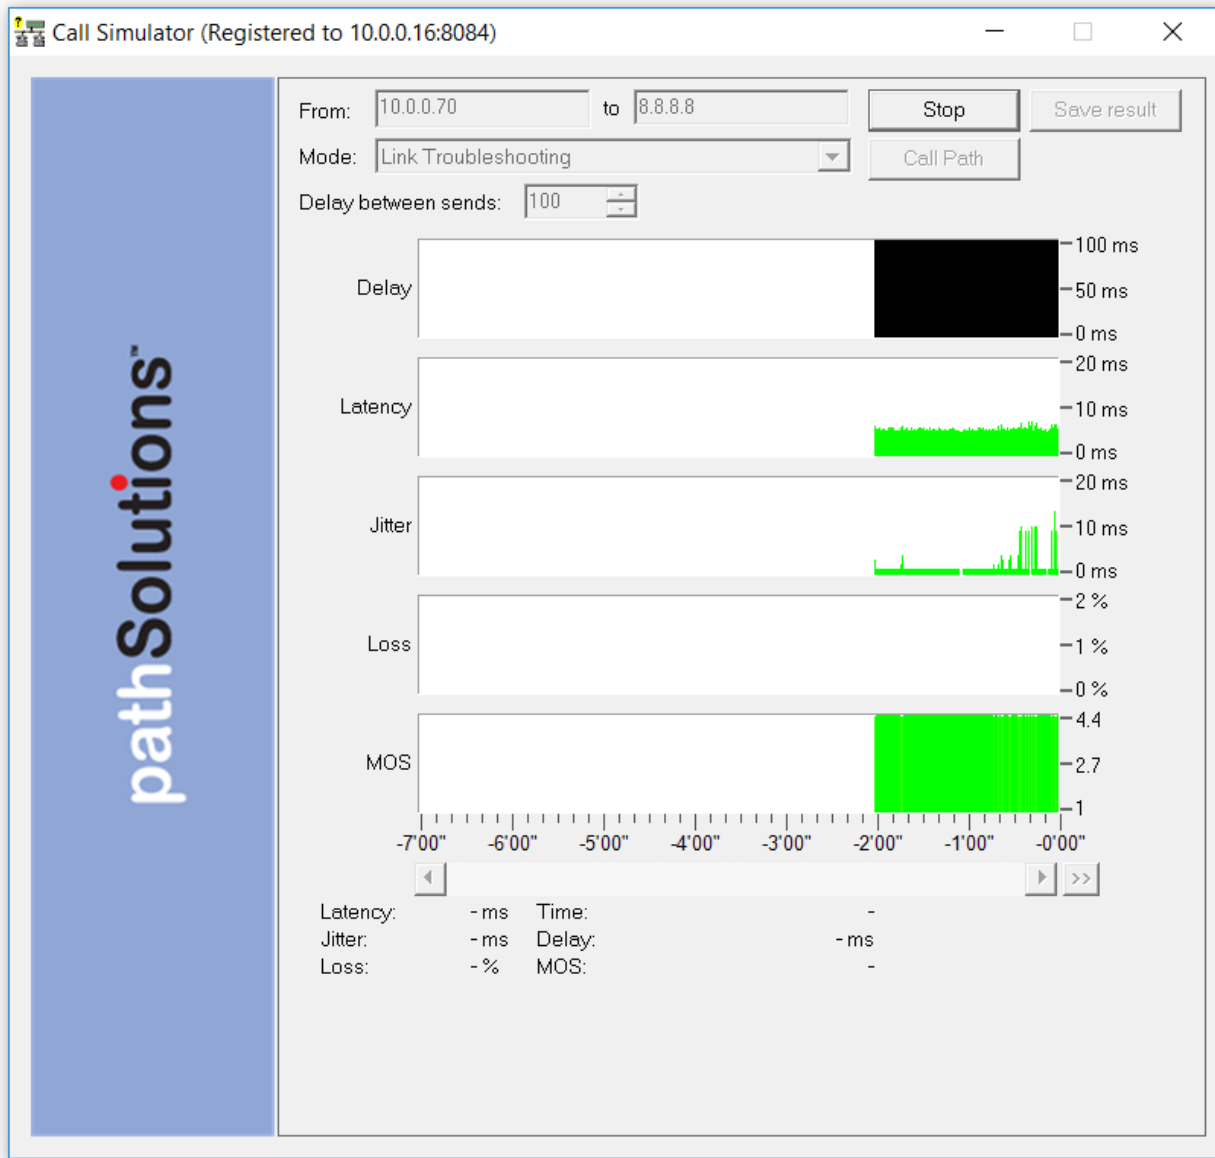 Call Simulator (Registered to 10.0.0.16:8084)
pathSolutions™
From: 10.0.0.70 to 8.8.8.8 Stop Save result
Mode: Link Troubleshooting Call Path
Delay between sends: 100
Delay 100 ms
50 ms
0 ms
Latency 20 ms
10 ms
0 ms
Jitter 20 ms
10 ms
0 ms
Loss 2 %
1 %
0 %
MOS 4.4
2.7
1
-7'00" -6'00" -5'00" -4'00" -3'00" -2'00" -1'00" -0'00"
>>
Latency: - ms Time: -
Jitter: - ms Delay: - ms
Loss: - % MOS: -